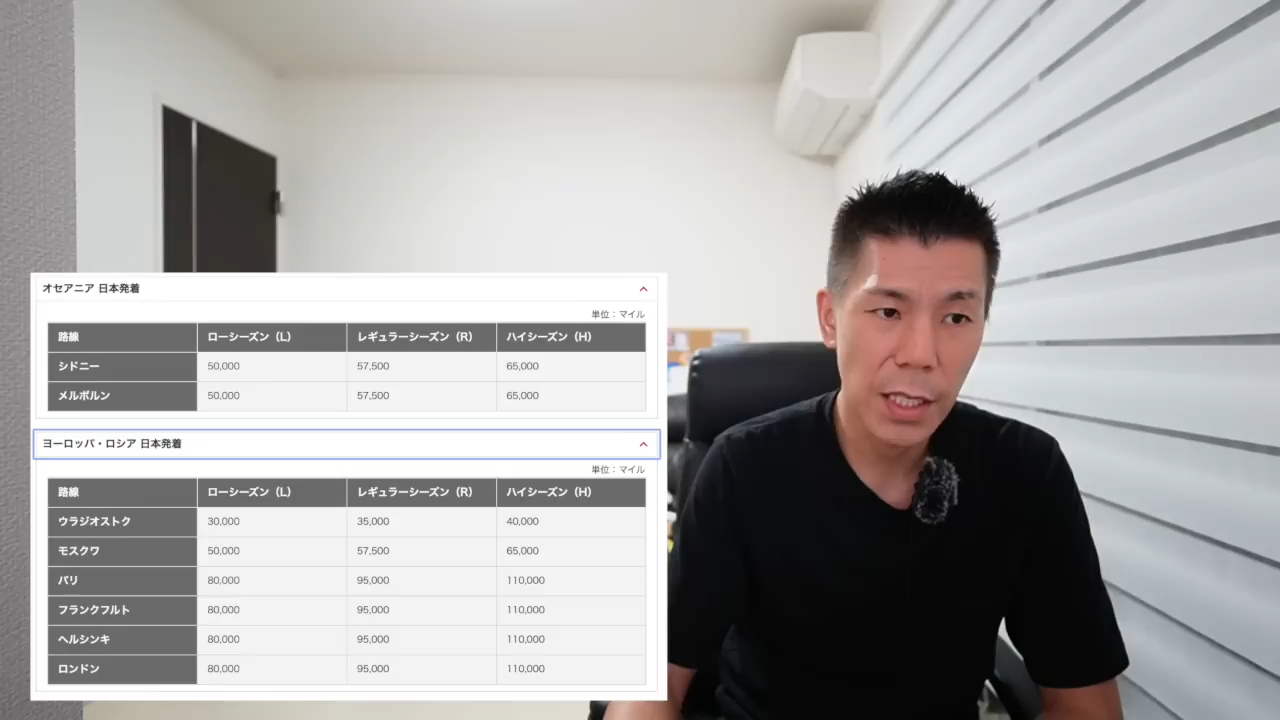 オセアニア 日本発着
単位：マイル
路線 ローシーズン（L） レギュラーシーズン（R） ハイシーズン（H）
シドニー 50,000 57,500 65,000
メルボルン 50,000 57,500 65,000
ヨーロッパ・ロシア 日本発着
単位：マイル
路線 ローシーズン（L） レギュラーシーズン（R） ハイシーズン（H）
ウラジオストク 30,000 35,000 40,000
モスクワ 50,000 57,500 65,000
パリ 80,000 95,000 110,000
フランクフルト 80,000 95,000 110,000
ヘルシンキ 80,000 95,000 110,000
ロンドン 80,000 95,000 110,000